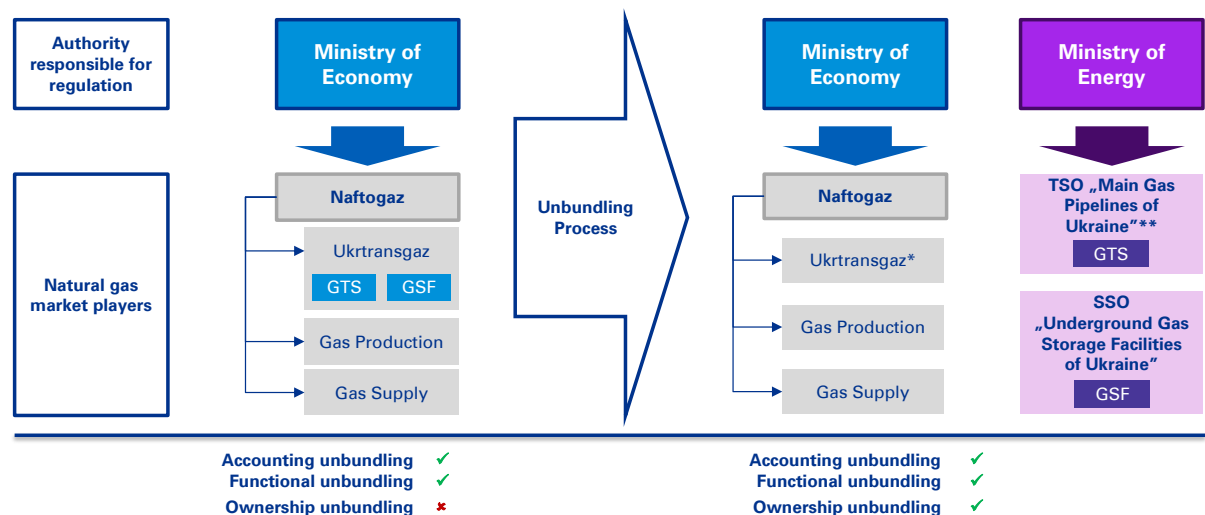 Authority
responsible for
regulation
Ministry of
Economy
Ministry of
Economy
Ministry of
Energy
Natural gas
market players
Naftogaz
Ukrtransgaz
GTS
GSF
Gas Production
Gas Supply
Unbundling
Process
Naftogaz
Ukrtransgaz*
Gas Production
Gas Supply
TSO „Main Gas
Pipelines of
Ukraine”**
GTS
SSO
„Underground Gas
Storage Facilities
of Ukraine”
GSF
Accounting unbundling ✓
Functional unbundling ✓
Ownership unbundling ✘
Accounting unbundling ✓
Functional unbundling ✓
Ownership unbundling ✓